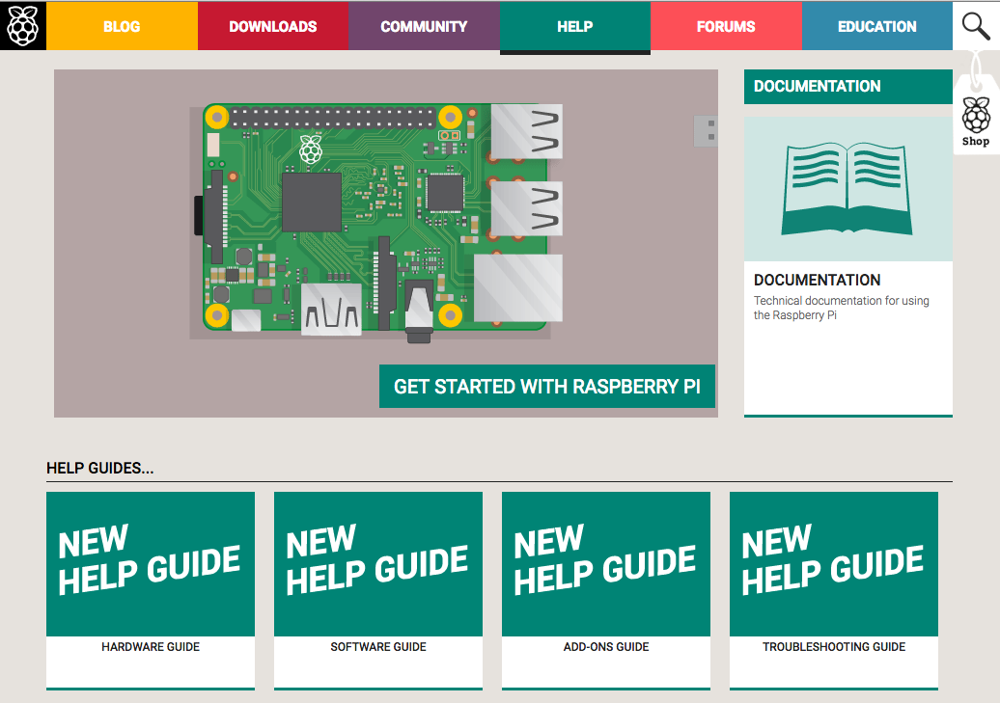 BLOG
DOWNLOADS
COMMUNITY
HELP
FORUMS
EDUCATION
Shop
GET STARTED WITH RASPBERRY PI
DOCUMENTATION
DOCUMENTATION
Technical documentation for using
the Raspberry Pi
HELP GUIDES...
NEW
HELP GUIDE
HARDWARE GUIDE
NEW
HELP GUIDE
SOFTWARE GUIDE
NEW
HELP GUIDE
ADD-ONS GUIDE
NEW
HELP GUIDE
TROUBLESHOOTING GUIDE